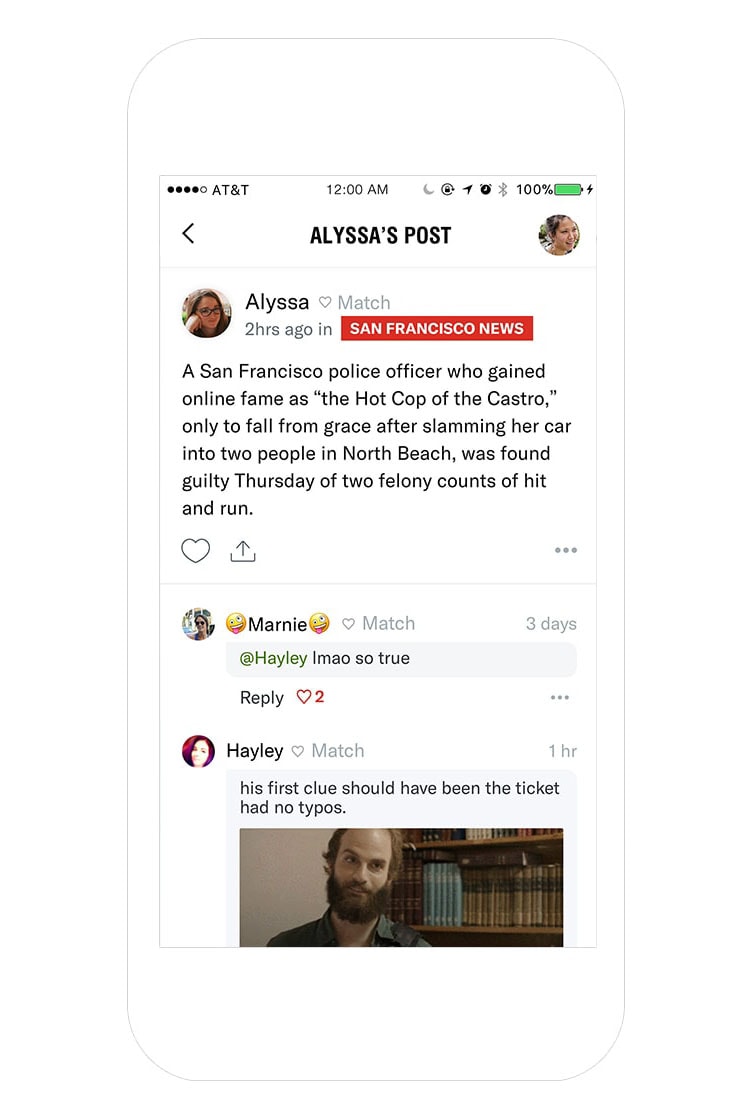 AT&T 12:00 AM 100%
ALYSSA'S POST
Alyssa ♡ Match
2hrs ago in SAN FRANCISCO NEWS
A San Francisco police officer who gained
online fame as “the Hot Cop of the Castro,”
only to fall from grace after slamming her car
into two people in North Beach, was found
guilty Thursday of two felony counts of hit
and run.
🤪Marnie🤪 ♡ Match 3 days
@Hayley lmao so true
Reply ♡2
Hayley ♡ Match 1 hr
his first clue should have been the ticket
had no typos.